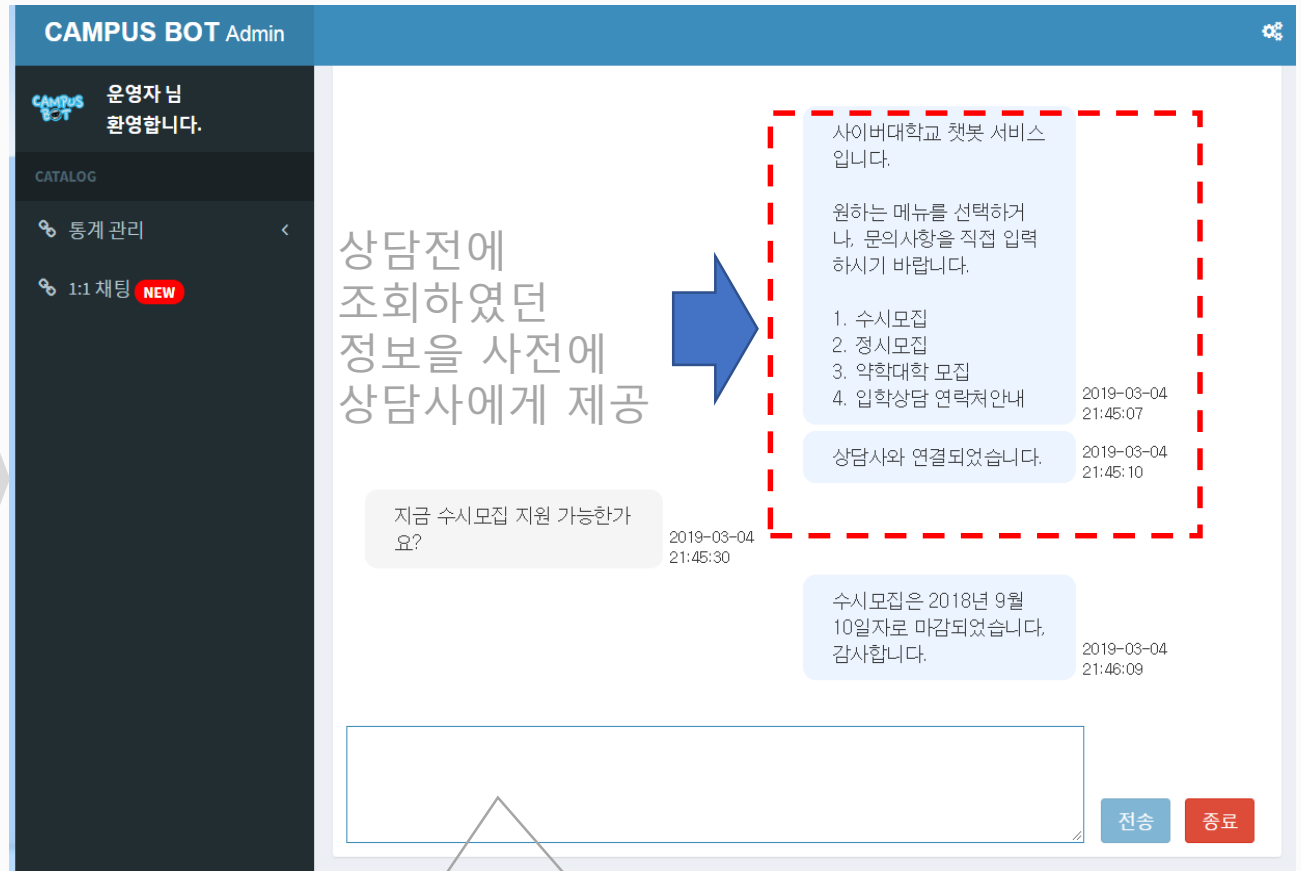 CAMPUS BOT Admin
CAMPUS
BOT
운영자 님
환영합니다.
CATALOG
통계 관리
1:1 채팅 NEW
상담전에
조회하였던
정보을 사전에
상담사에게 제공
사이버대학교 챗봇 서비스
입니다.
원하는 메뉴를 선택하거
나, 문의사항을 직접 입력
하시기 바랍니다.
1. 수시모집
2. 정시모집
3. 약학대학 모집
4. 입학상담 연락처안내
2019-03-04
21:45:07
상담사와 연결되었습니다.
2019-03-04
21:45:10
지금 수시모집 지원 가능한가
요?
2019-03-04
21:45:30
수시모집은 2018년 9월
10일자로 마감되었습니다,
감사합니다.
2019-03-04
21:46:09
전송
종료